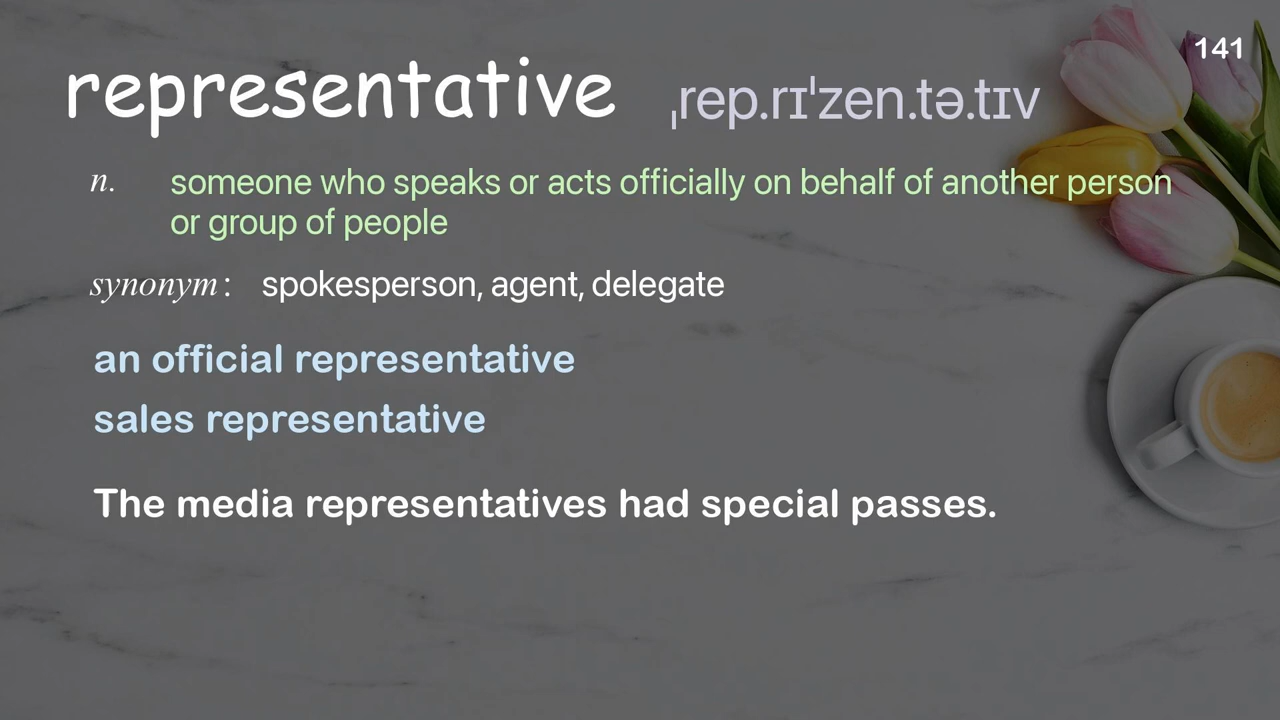 141
representative ˌrep.rɪˈzen.tə.tɪv
n. someone who speaks or acts officially on behalf of another person
or group of people
synonym: spokesperson, agent, delegate
an official representative
sales representative
The media representatives had special passes.